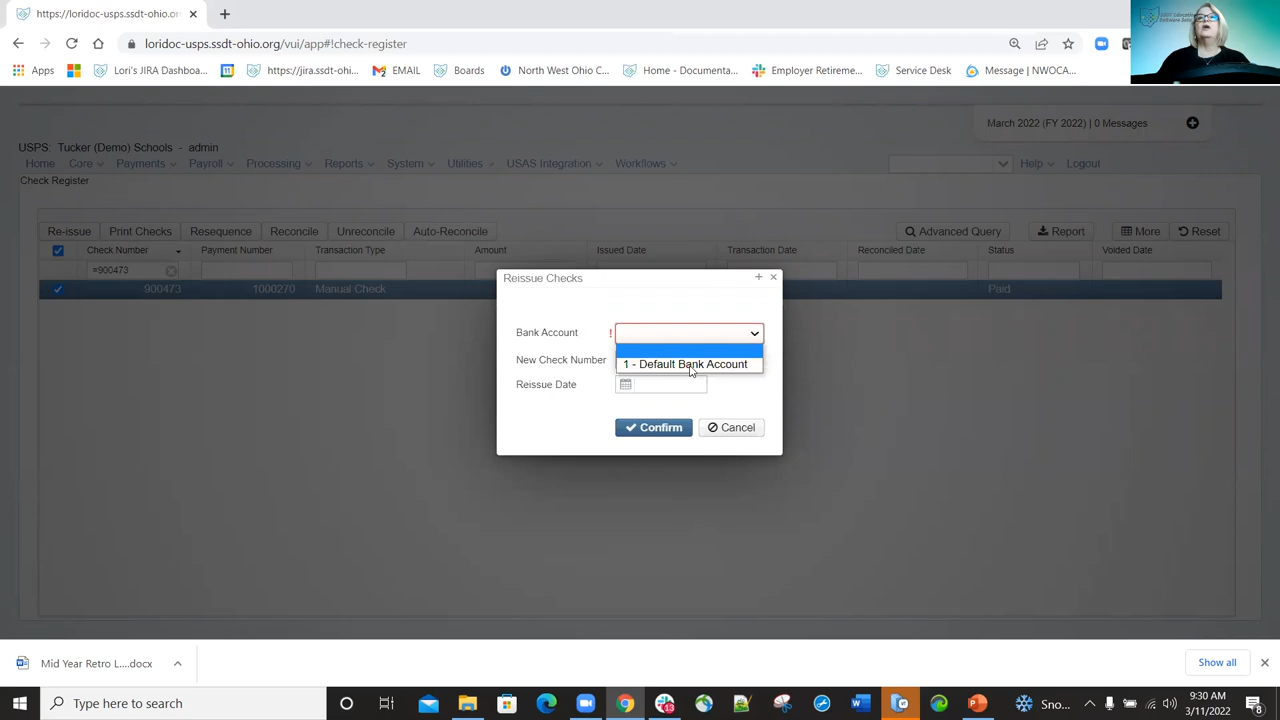 https://loridoc-usps.ssdt-ohio.or
loridoc-usps.ssdt-ohio.org/vui/app#!check-register
Apps
Lori's JIRA Dashboa...
https://jira.ssdt-ohi...
EMAIL
Boards
North West Ohio C...
Home - Documenta...
Employer Retireme...
Service Desk
Message | NWOCA...
March 2022 (FY 2022) | 0 Messages
USPS: Tucker (Demo) Schools - admin
Home Core Payments Payroll Processing Reports System Utilities USAS Integration Workflows Help Logout
Check Register
Re-issue Print Checks Resequence Reconcile Unreconcile Auto-Reconcile Advanced Query Report More Reset
Check Number Payment Number Transaction Type Amount Issued Date Transaction Date Reconciled Date Status Voided Date
=900473
900473 1000270 Manual Check Paid
Reissue Checks
Bank Account !
1 - Default Bank Account
New Check Number
Reissue Date
Confirm Cancel
Mid Year Retro L....docx
Show all
Type here to search
13
Sno...
9:30 AM
3/11/2022